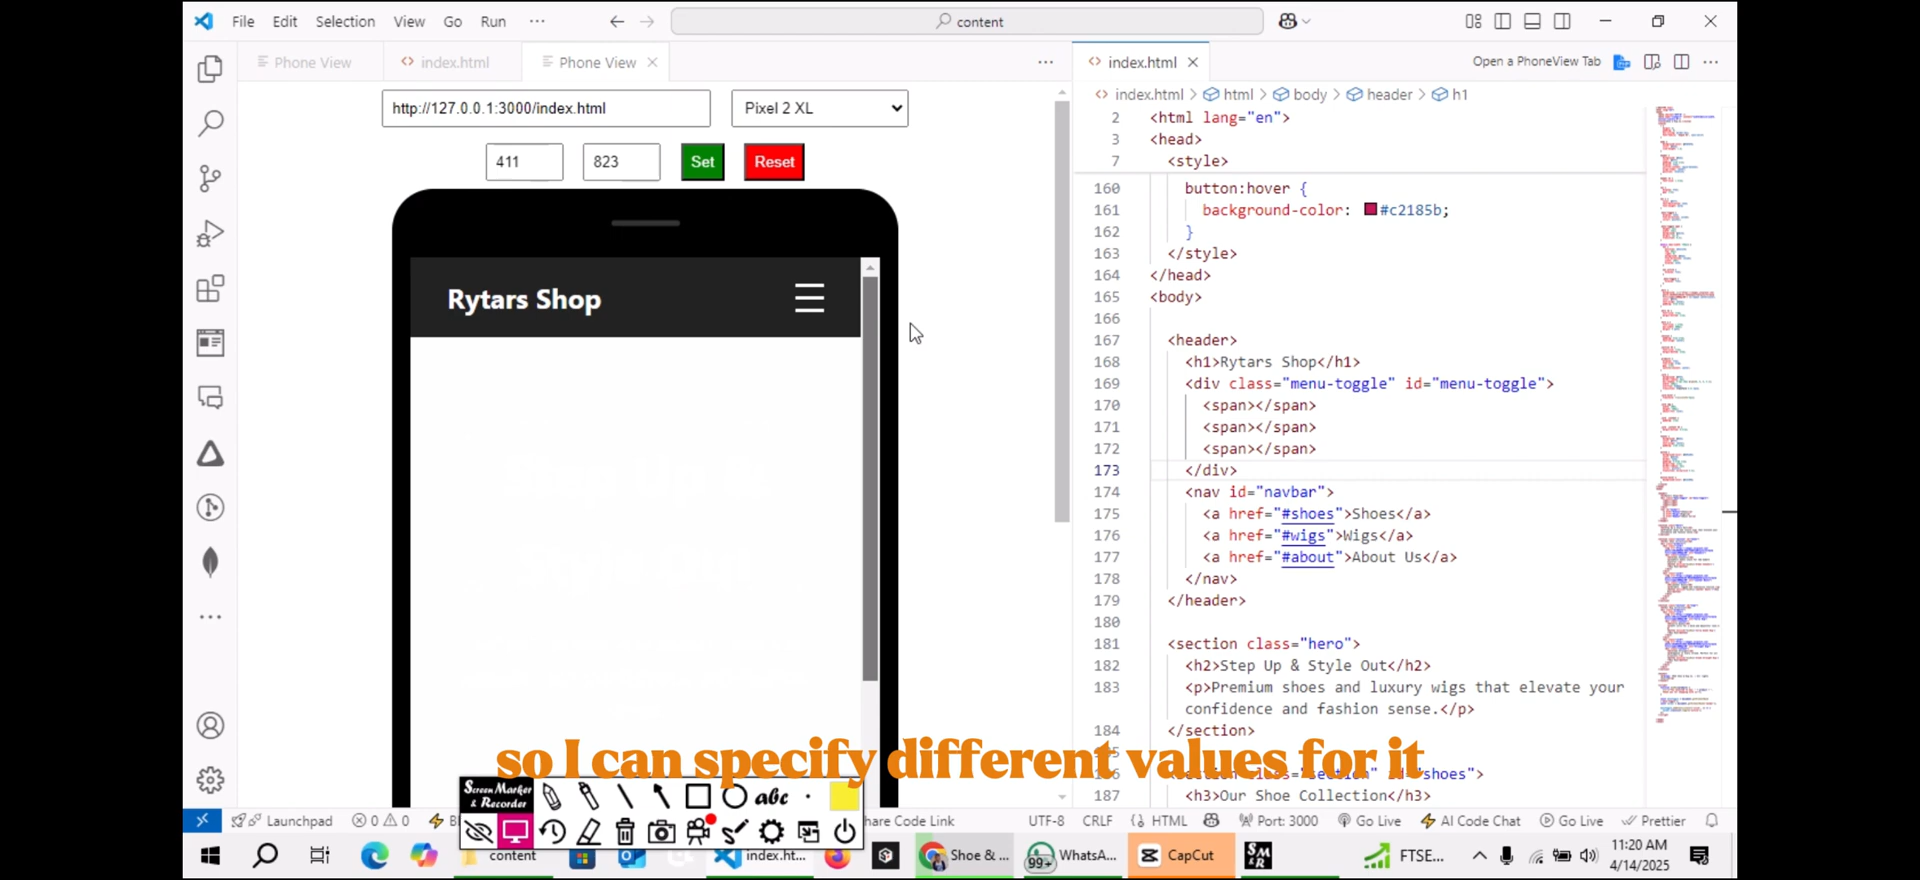 File Edit Selection View Go Run ···
content
Phone View
index.html
Phone View
index.html
Open a PhoneView Tab
http://127.0.0.1:3000/index.html
Pixel 2 XL
411
823
Set
Reset
Rytars Shop
index.html > html > body > header > h1
2 <html lang="en">
3 <head>
7 <style>
160 button:hover {
161 background-color: #c2185b;
162 }
163 </style>
164 </head>
165 <body>
166
167 <header>
168 <h1>Rytars Shop</h1>
169 <div class="menu-toggle" id="menu-toggle">
170 <span></span>
171 <span></span>
172 <span></span>
173 </div>
174 <nav id="navbar">
175 <a href="#shoes">Shoes</a>
176 <a href="#wigs">Wigs</a>
177 <a href="#about">About Us</a>
178 </nav>
179 </header>
180
181 <section class="hero">
182 <h2>Step Up & Style Out</h2>
183 <p>Premium shoes and luxury wigs that elevate your
confidence and fashion sense.</p>
184 </section>
so I can specify different values for it
"shoes">
187 <h3>Our Shoe Collection</h3>
Screen Marker
& Recorder
abc
Launchpad
0
0
hare Code Link
UTF-8
CRLF
HTML
Port: 3000
Go Live
AI Code Chat
Go Live
Prettier
content
index.ht...
Shoe & ...
99+
WhatsA...
CapCut
SM
&R
FTSE...
11:20 AM
4/14/2025